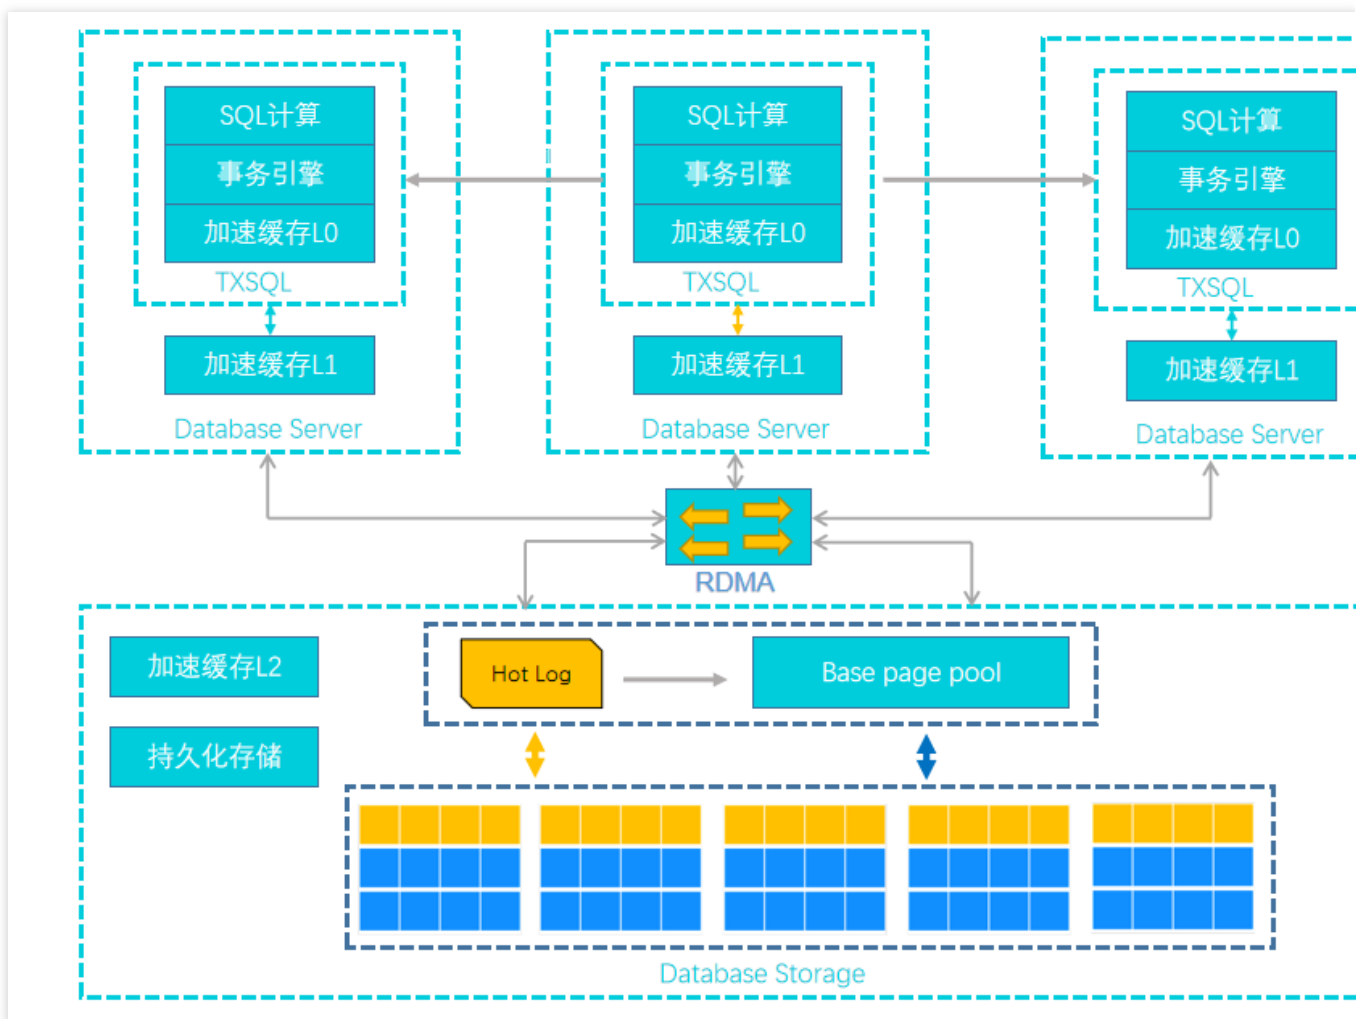 SQL计算
事务引擎
加速缓存L0
TXSQL
加速缓存L1
Database Server
SQL计算
事务引擎
加速缓存L0
TXSQL
加速缓存L1
Database Server
SQL计算
事务引擎
加速缓存L0
TXSQL
加速缓存L1
Database Server
RDMA
加速缓存L2
持久化存储
Hot Log
Base page pool
Database Storage